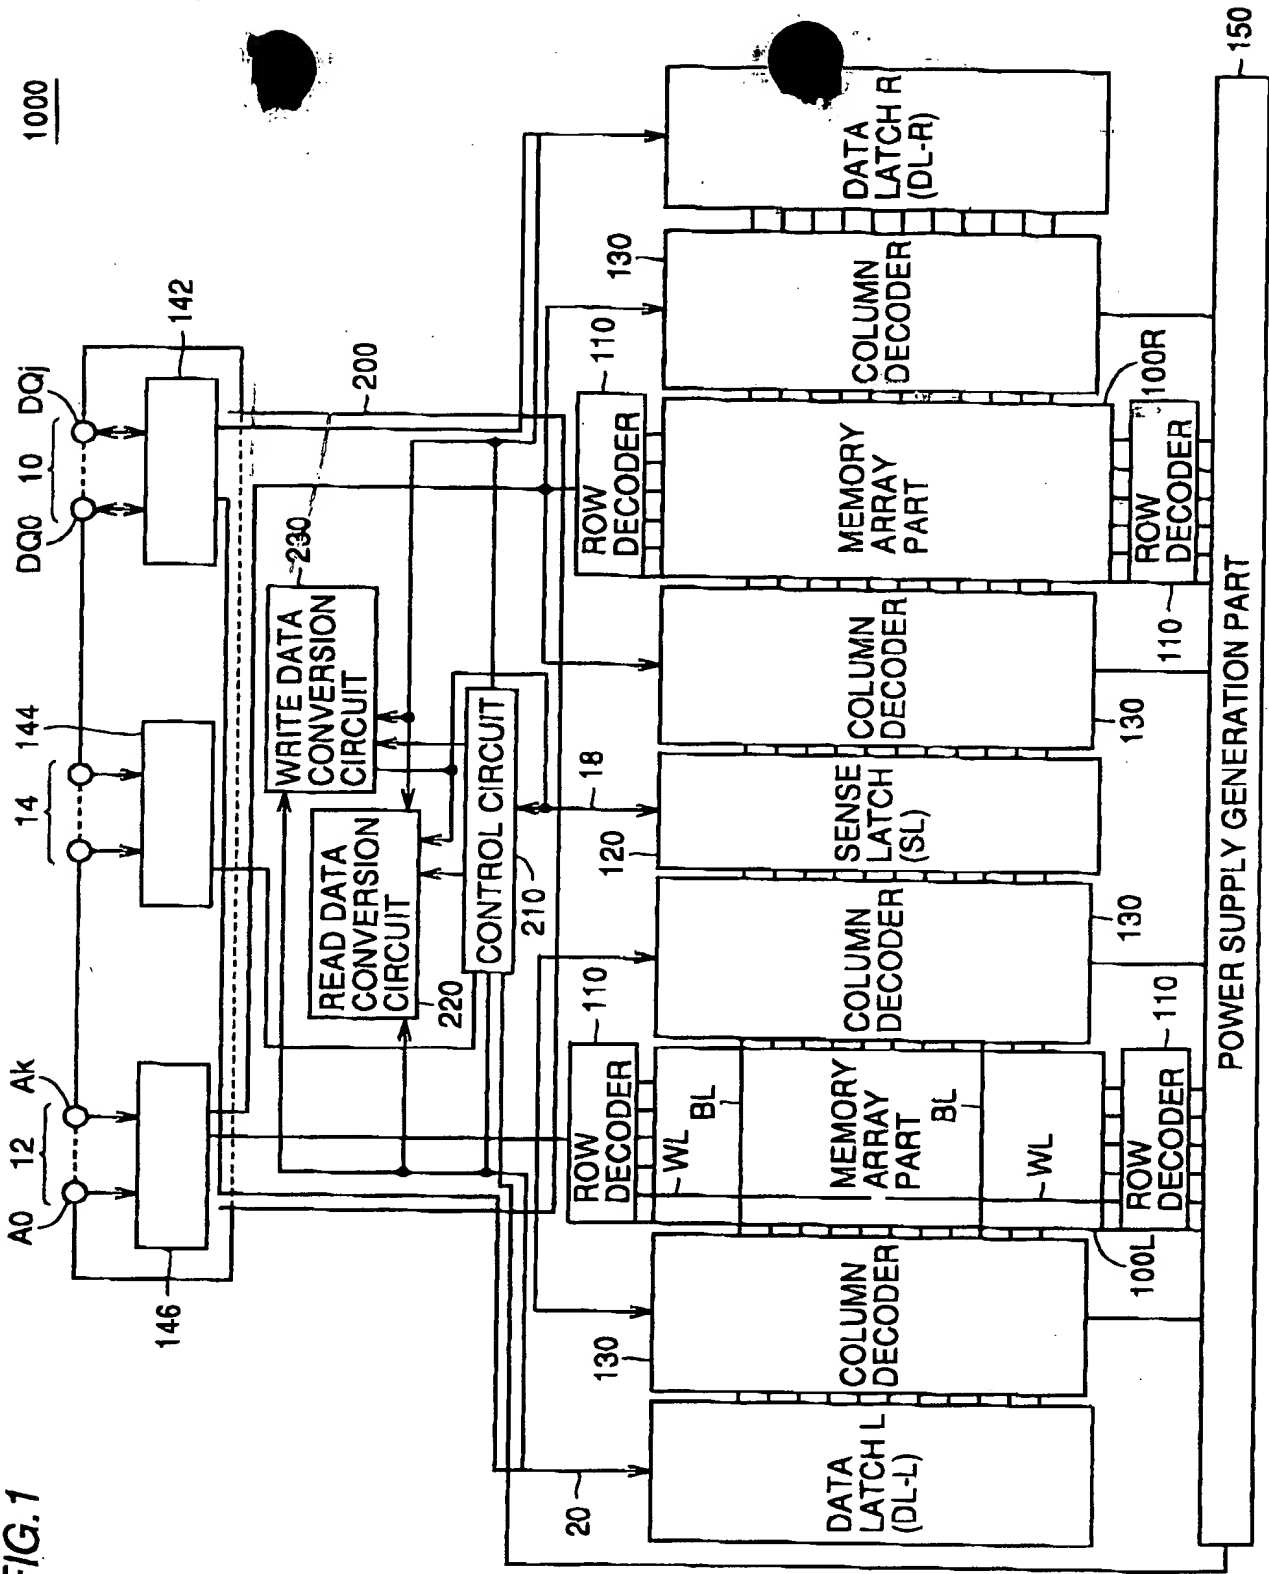 FIG.1
1000
A0
12
Ak
14
DQ0
10
DQj
146
144
142
200
WRITE DATA
CONVERSION
CIRCUIT
230
READ DATA
CONVERSION
CIRCUIT
220
CONTROL CIRCUIT
210
20
18
DATA
LATCH L
(DL-L)
130
COLUMN
DECODER
110
ROW
DECODER
WL
BL
MEMORY
ARRAY
PART
BL
WL
100L
ROW
DECODER
110
COLUMN
DECODER
130
120
SENSE
LATCH
(SL)
COLUMN
DECODER
130
110
ROW
DECODER
MEMORY
ARRAY
PART
100R
ROW
DECODER
110
130
COLUMN
DECODER
DATA
LATCH R
(DL-R)
POWER SUPPLY GENERATION PART
150